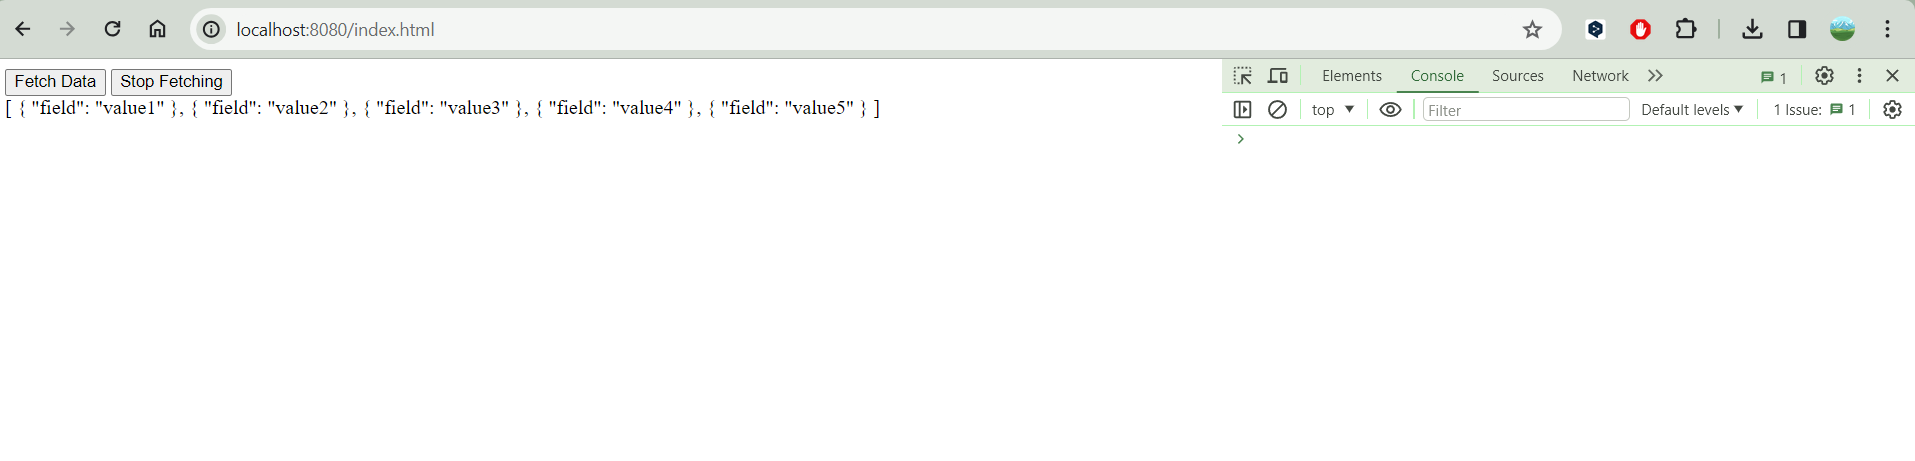 localhost:8080/index.html
Fetch Data Stop Fetching
[ { "field": "value1" }, { "field": "value2" }, { "field": "value3" }, { "field": "value4" }, { "field": "value5" } ]
Elements Console Sources Network 1
top Filter Default levels 1 Issue: 1